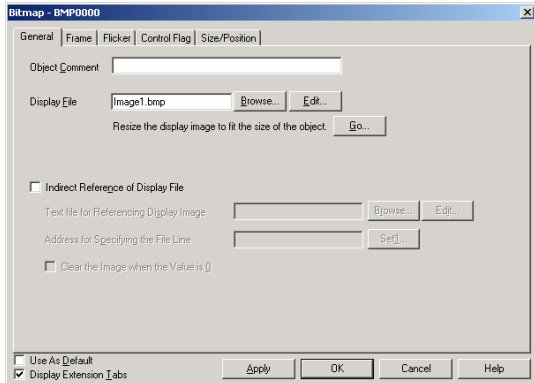 Bitmap - BMP0000
General Frame Flicker Control Flag Size/Position
Object Comment
Display File Image1.bmp Browse... Edit...
Resize the display image to fit the size of the object. Go...
Indirect Reference of Display File
Text file for Referencing Display Image Browse... Edit...
Address for Specifying the File Line Set1...
Clear the Image when the Value is 0
Use As Default
Display Extension Tabs Apply OK Cancel Help